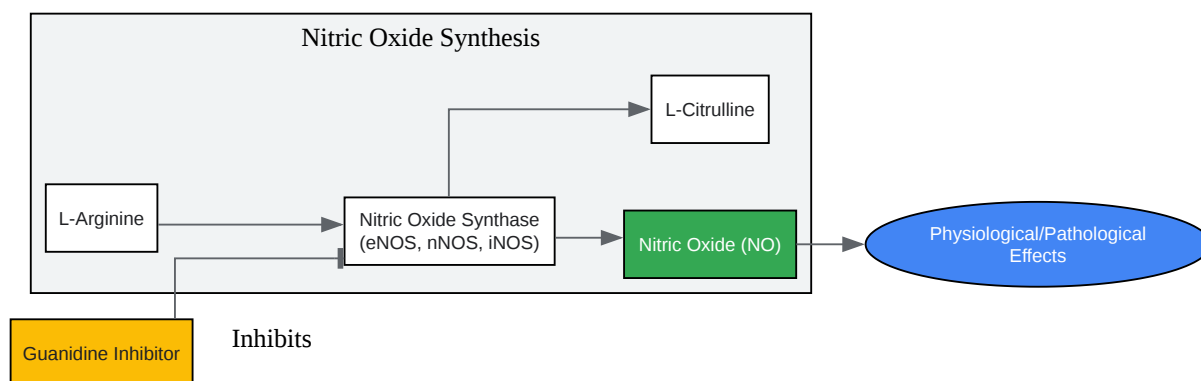 Nitric Oxide Synthesis
L-Citrulline
L-Arginine
Nitric Oxide Synthase
(eNOS, nNOS, iNOS)
Nitric Oxide (NO)
Physiological/Pathological
Effects
Guanidine Inhibitor
Inhibits